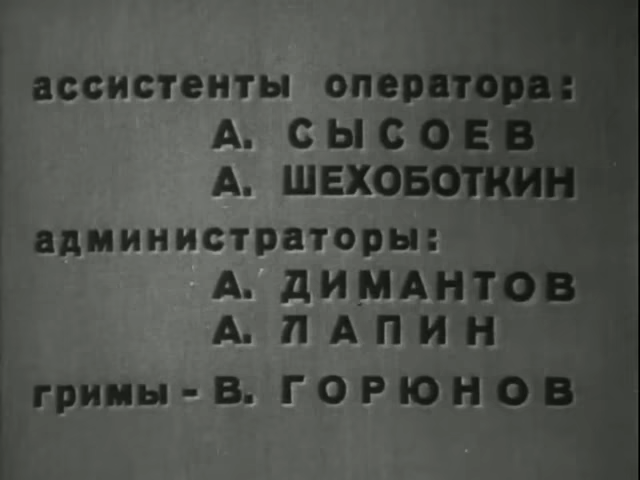 ассистенты оператора:
А. СЫСОЕВ
А. ШЕХОБОТКИН
администраторы:
А. ДИМАНТОВ
А. ЛАПИН
гримы - В. ГОРЮНОВ